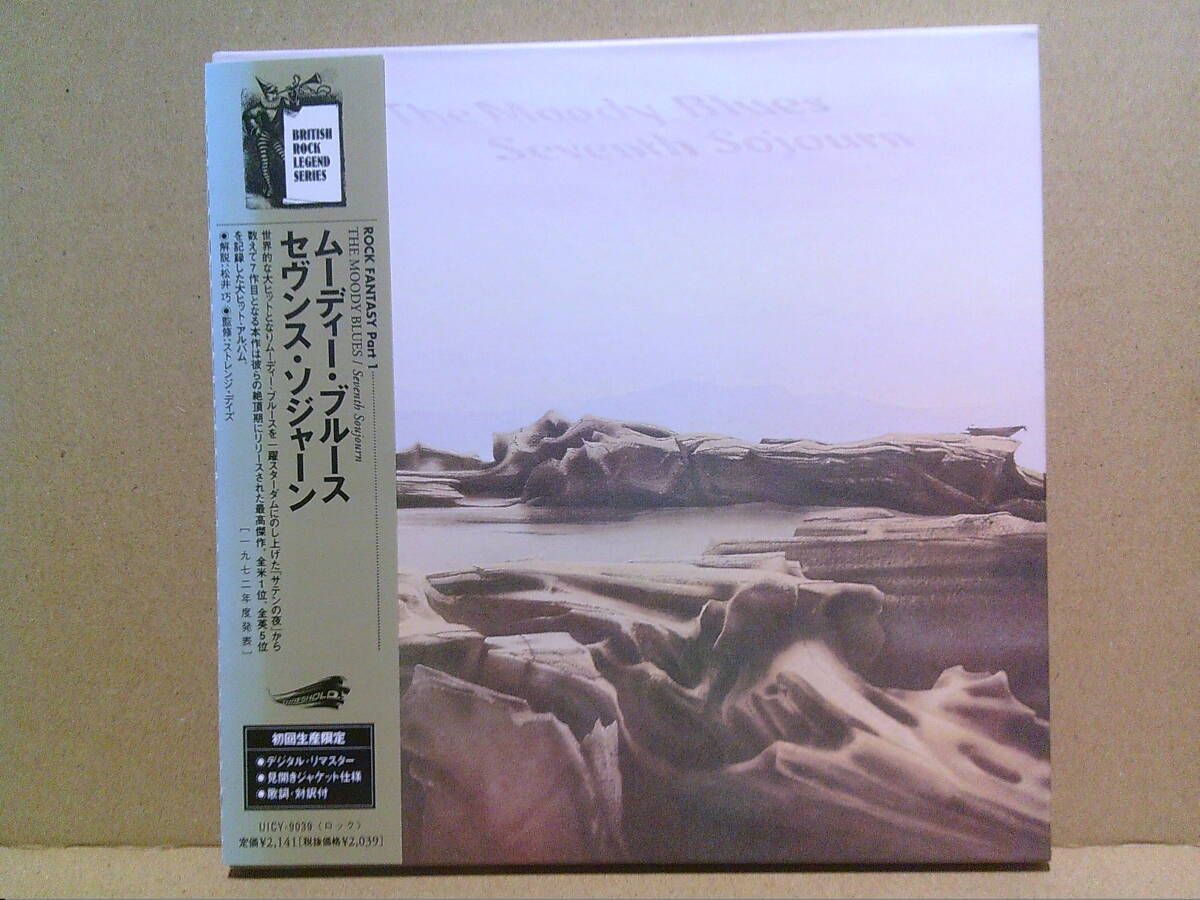 BRITISH
ROCK
LEGEND
SERIES
ROCK FANTASY Part 1
THE MOODY BLUES / Seventh Soujourn
ムーディー・ブルース
セヴンス・ソジャーン
世界的な大ヒットとなりムーディー・ブルースを一躍スターダムにのし上げた「サテンの夜」から
数えて7作目となる本作は彼らの絶頂期にリリースされた最高傑作。全米1位、全英5位
を記録した大ヒット・アルバム。
[一九七二年度発表]
●解説:松井 巧 ●監修:ストレンジ・デイズ
THRESHOLD
初回生産限定
●デジタル・リマスター
●見開きジャケット仕様
●歌詞・対訳付
UICY-9039 (ロック)
定価¥2,141[税抜価格¥2,039]
The Moody Blues
Seventh Sojourn